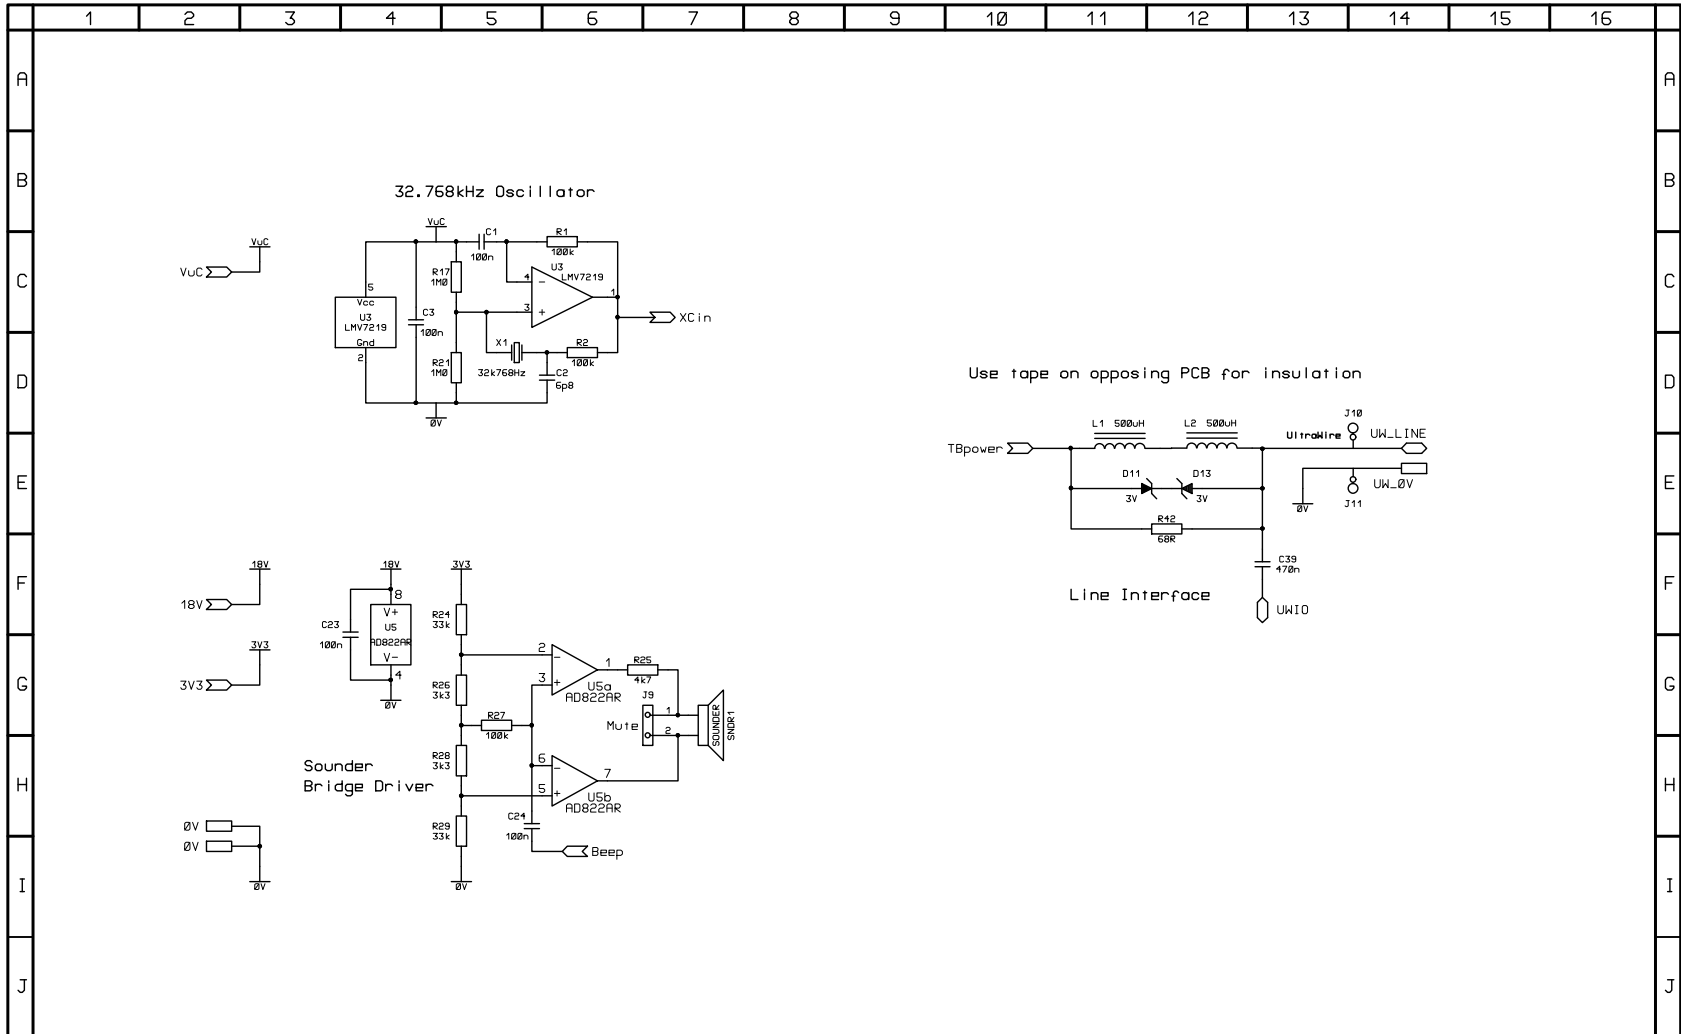 1 2 3 4 5 6 7 8 9 10 11 12 13 14 15 16
A A
B B
32.768kHz Oscillator
VuC
VuC
C1
100n
R1
100k
VuC
C C
R17
1M0
U3
LMV7219
4
5
Vcc
U3
LMV7219
Gnd
2
C3
100n
3
1
XCin
X1
32k768Hz
R2
100k
R21
1M0
C2
6p8
0V
D D
Use tape on opposing PCB for insulation
L1 500uH
L2 500uH
J10
UltraWire
UW_LINE
TBpower
E E
D11
3V
D13
3V
UW_0V
J11
0V
R42
68R
C39
470n
Line Interface
UWIO
F F
18V
18V
18V
8
V+
U5
AD822AR
V-
4
0V
C23
100n
3V3
R24
33k
3V3
3V3
G G
2
3
1
U5a
AD822AR
R25
4k7
R26
3k3
J9
Mute
1
2
SOUNDER
SNDR1
R27
100k
R28
3k3
H H
Sounder
Bridge Driver
6
5
7
U5b
AD822AR
C24
100n
R29
33k
Beep
0V
0V
0V
0V
I I
J J